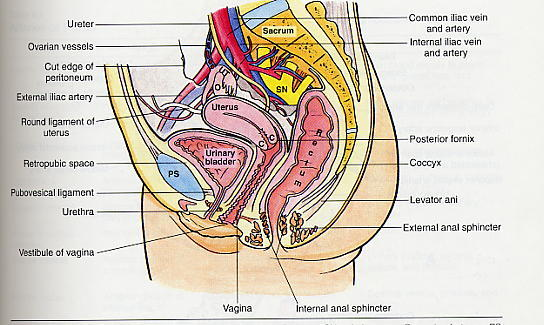 Ureter
Ovarian vessels
Cut edge of
peritoneum
External iliac artery
Round ligament of
uterus
Retropubic space
Pubovesical ligament
Urethra
Vestibule of vagina
Sacrum
SN
O
Uterus
C
C
Urinary
bladder
PS
Rectum
Common iliac vein
and artery
Internal iliac vein
and artery
Posterior fornix
Coccyx
Levator ani
External anal sphincter
Vagina
Internal anal sphincter